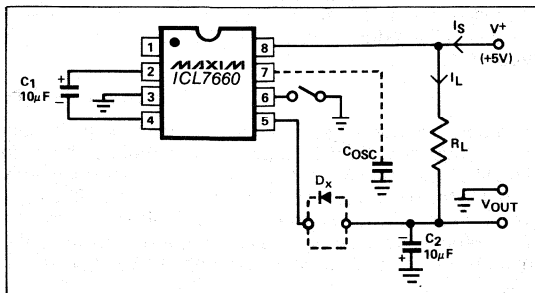 1
2
3
4
8
7
6
5
MAXIM
ICL7660
C1
10μF
+
−
IS
V+
(+5V)
IL
RL
COSC
DX
VOUT
−
+
C2
10μF